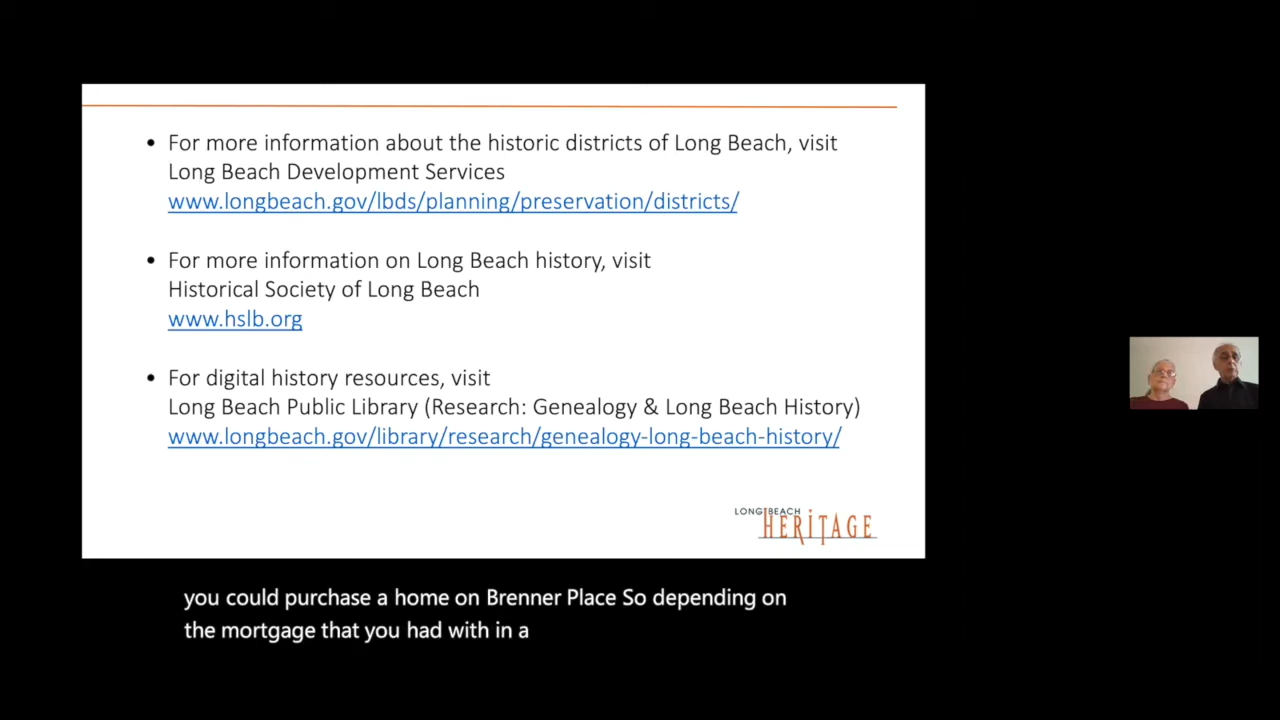 • For more information about the historic districts of Long Beach, visit
Long Beach Development Services
www.longbeach.gov/lbds/planning/preservation/districts/
• For more information on Long Beach history, visit
Historical Society of Long Beach
www.hslb.org
• For digital history resources, visit
Long Beach Public Library (Research: Genealogy & Long Beach History)
www.longbeach.gov/library/research/genealogy-long-beach-history/
LONG BEACH
HERITAGE
you could purchase a home on Brenner Place So depending on
the mortgage that you had with in a